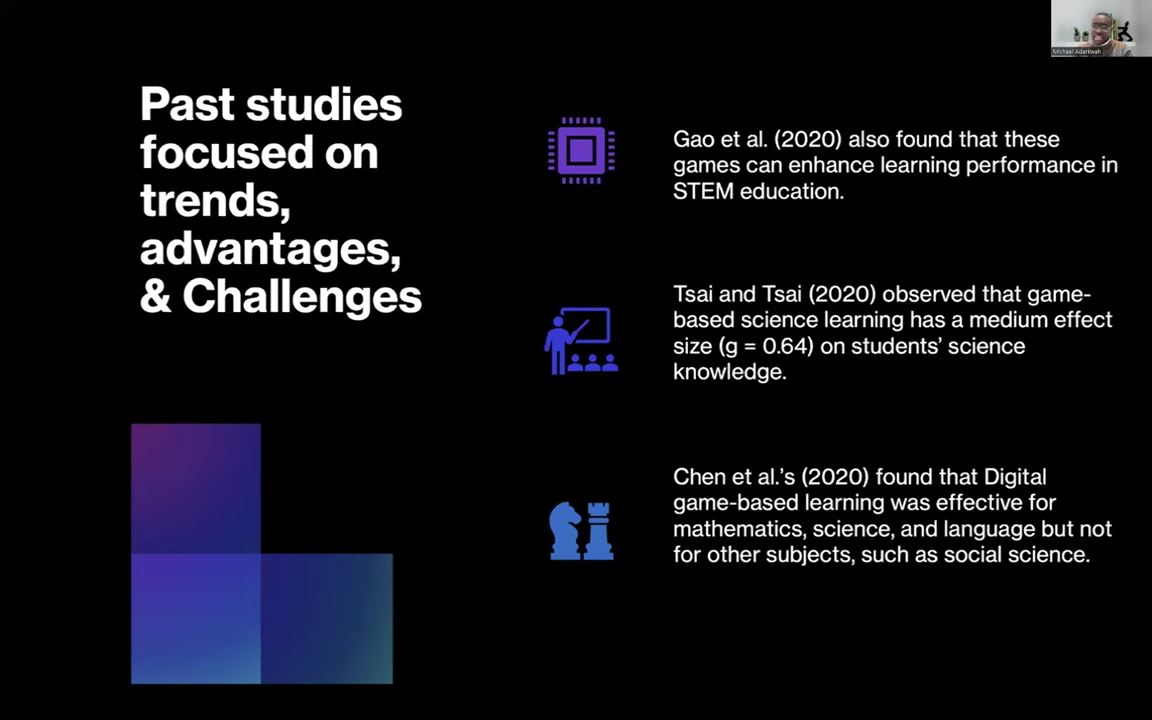 Past studies
focused on
trends,
advantages,
& Challenges
Gao et al. (2020) also found that these
games can enhance learning performance in
STEM education.
Tsai and Tsai (2020) observed that game-
based science learning has a medium effect
size (g = 0.64) on students’ science
knowledge.
Chen et al.’s (2020) found that Digital
game-based learning was effective for
mathematics, science, and language but not
for other subjects, such as social science.
Michael Adarkwah